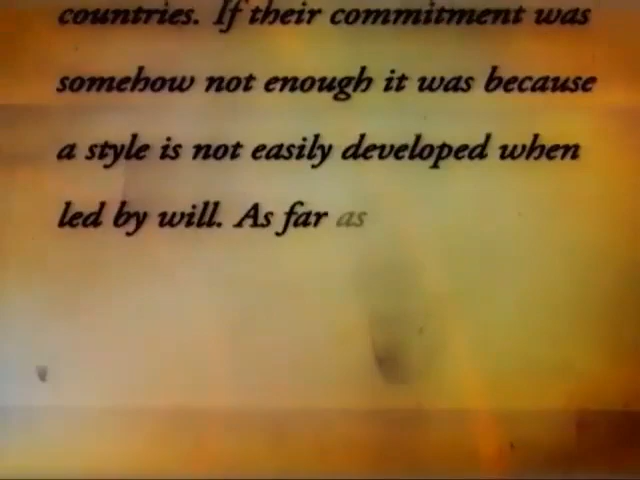 countries. If their commitment was
somehow not enough it was because
a style is not easily developed when
led by will. As far as